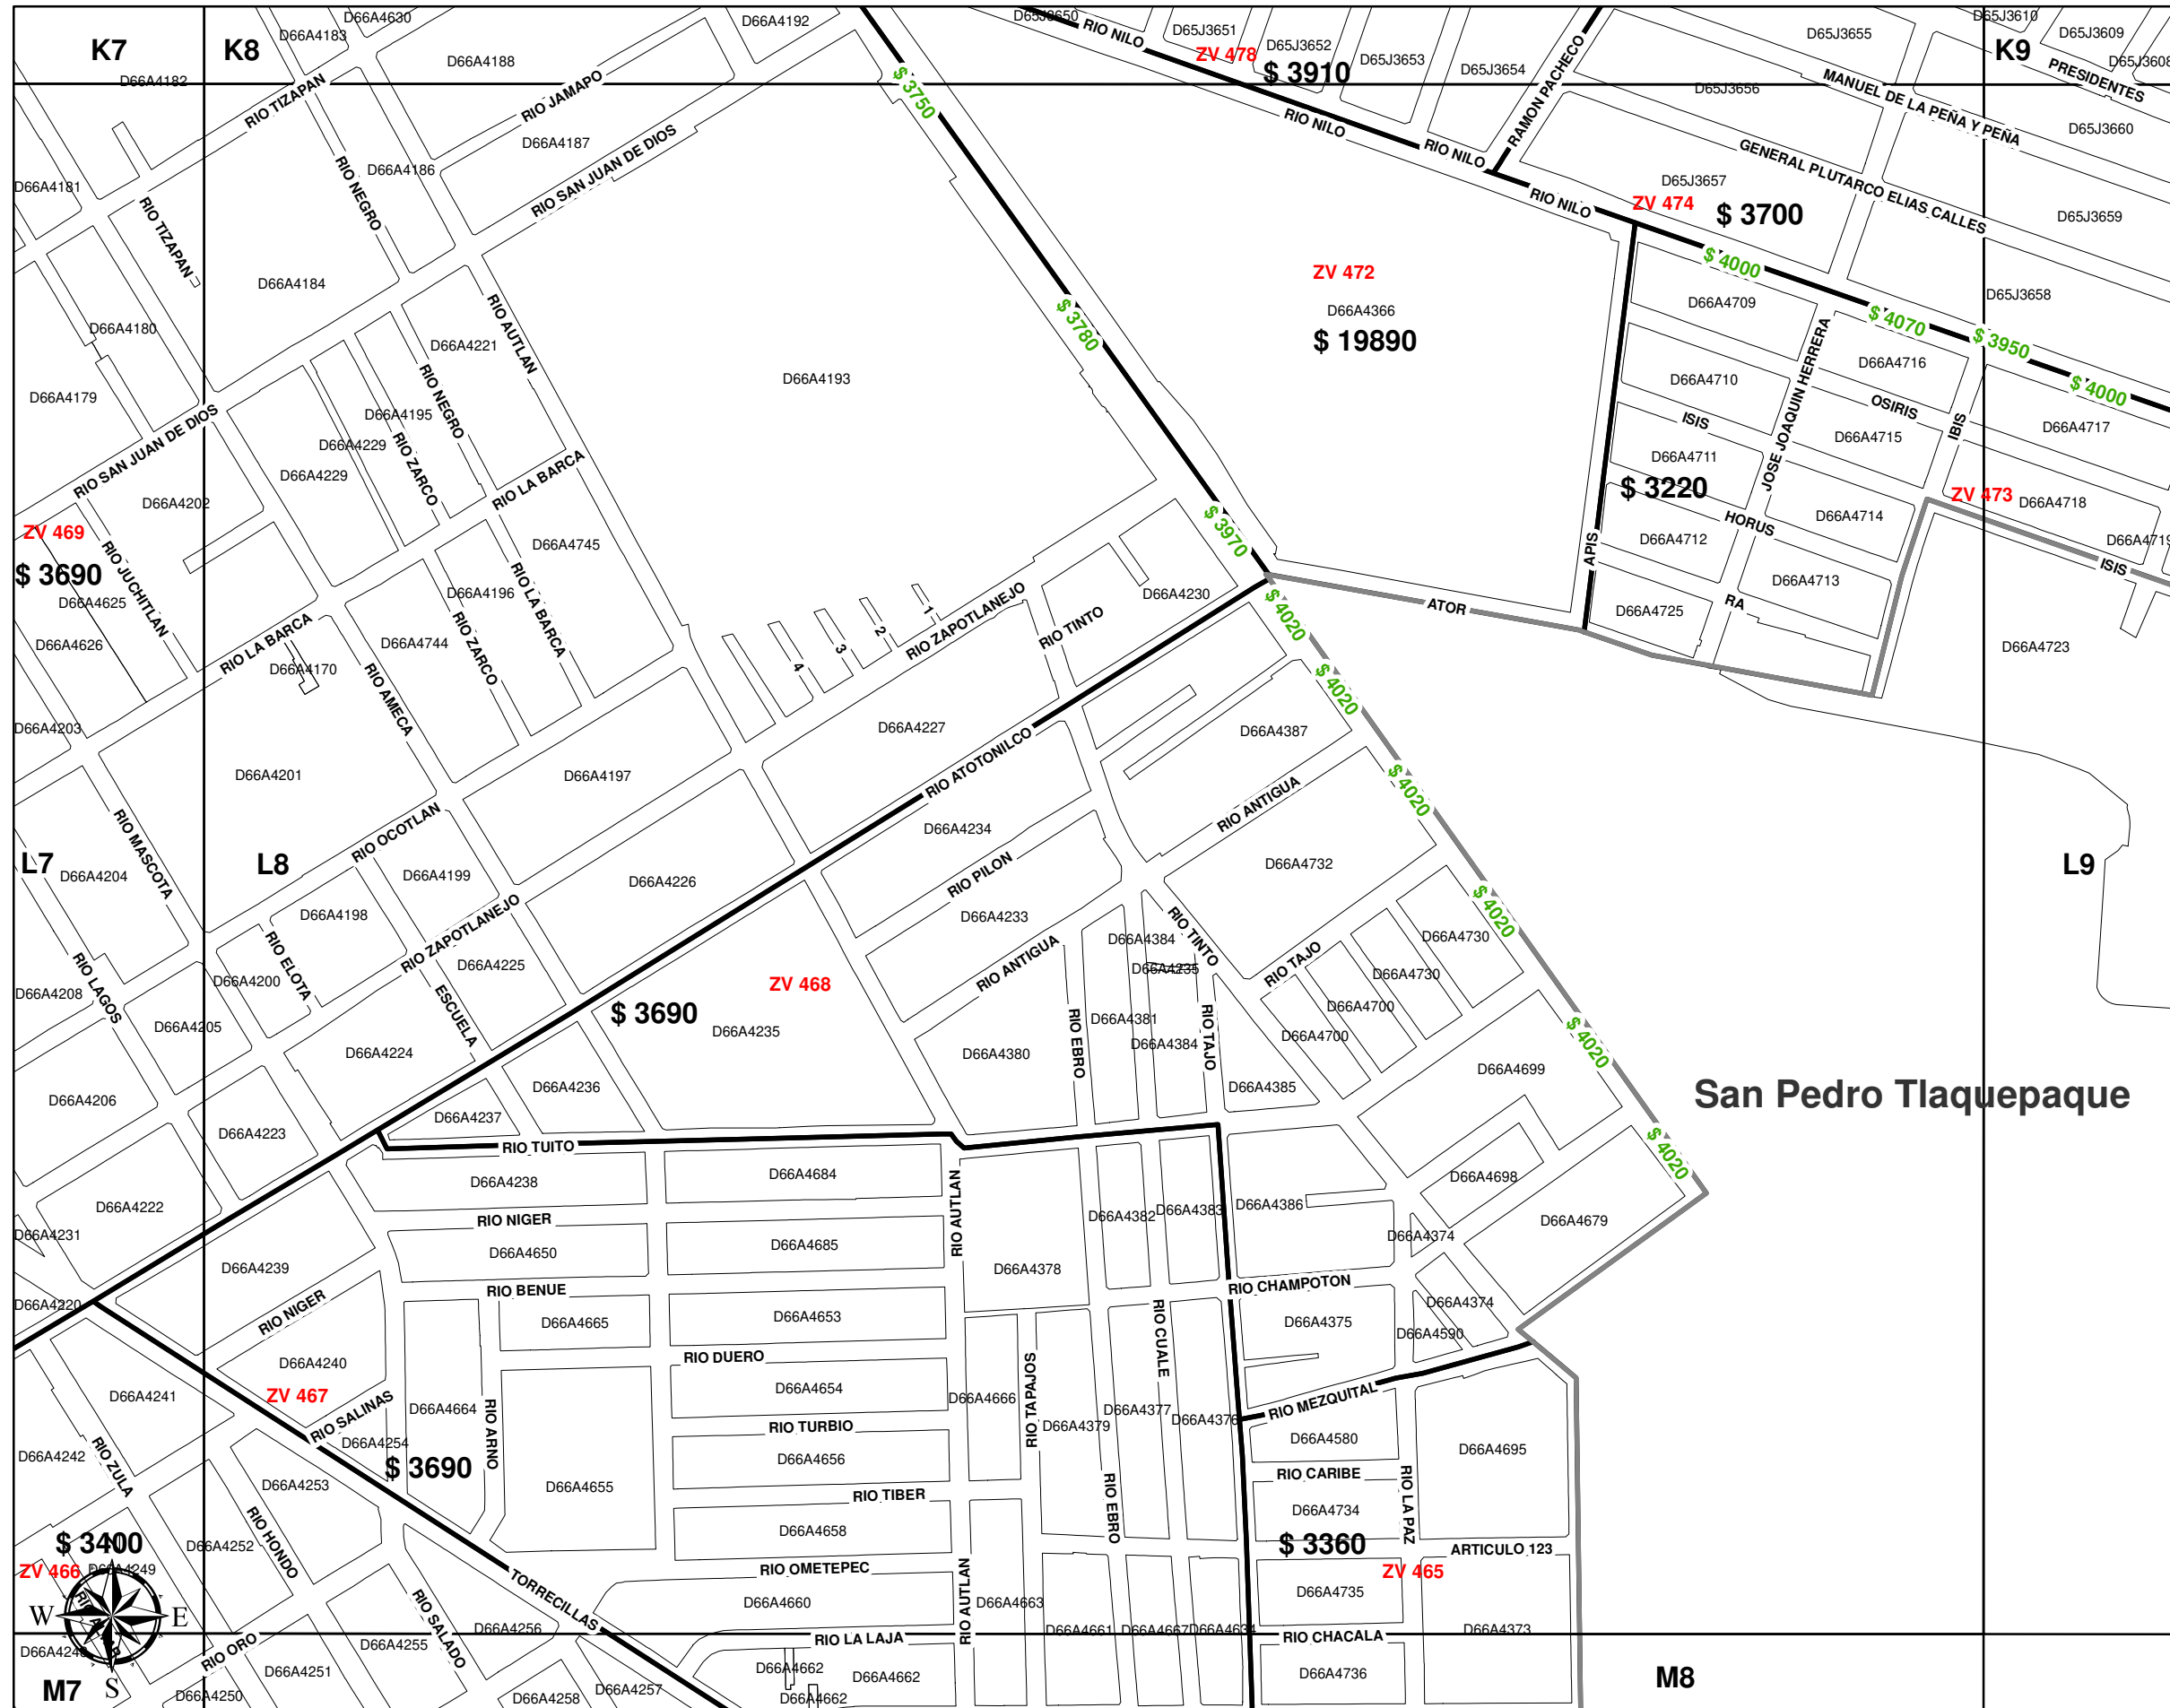 K7
K8
K9
D66A4630
D66A4183
D66A4182
D66A4188
D66A4192
RIO TIZAPAN
RIO JAMAPO
D66A4187
D66A4186
RIO SAN JUAN DE DIOS
RIO NEGRO
D66A4181
RIO TIZAPAN
D66A4184
D66A4180
D66A4179
RIO SAN JUAN DE DIOS
D66A4202
ZV 469
$ 3690
D66A4625
D66A4626
RIO JUCHITLAN
D66A4203
D66A4221
RIO AUTLAN
RIO NEGRO
D66A4195
D66A4229
D66A4229
RIO ZARCO
RIO LA BARCA
D66A4745
D66A4196
RIO LA BARCA
RIO ZARCO
D66A4744
RIO LA BARCA
D66A4170
RIO AMECA
D66A4201
D66A4193
$ 3750
$ 3780
$ 3970
D65J3650
RIO NILO
D65J3651
ZV 478
D65J3652
$ 3910
D65J3653
D65J3654
RIO NILO
RIO NILO
RAMON PACHECO
RIO NILO
D65J3655
D65J3656
D65J3610
D65J3609
D65J3608
PRESIDENTES
MANUEL DE LA PEÑA Y PEÑA
D65J3660
GENERAL PLUTARCO ELIAS CALLES
D65J3657
ZV 474
$ 3700
D65J3659
D65J3658
ZV 472
D66A4366
$ 19890
$ 4000
$ 4070
$ 3950
$ 4000
D66A4709
D66A4716
D66A4710
OSIRIS
JOSE JOAQUIN HERRERA
ISIS
D66A4715
IBIS
D66A4717
D66A4711
$ 3220
ZV 473
D66A4718
HORUS
D66A4714
D66A4712
D66A4719
ISIS
APIS
D66A4713
D66A4725
RA
D66A4723
ATOR
1
2
3
4
RIO ZAPOTLANEJO
RIO TINTO
D66A4230
$ 4020
$ 4020
$ 4020
$ 4020
$ 4020
$ 4020
D66A4227
D66A4197
RIO ATOTONILCO
D66A4387
RIO ANTIGUA
D66A4234
RIO PILON
D66A4732
D66A4233
RIO ANTIGUA
L7
L8
L9
D66A4204
RIO MASCOTA
RIO OCOTLAN
D66A4199
D66A4198
D66A4226
RIO ZAPOTLANEJO
RIO ELOTA
D66A4200
D66A4225
ESCUELA
RIO LAGOS
D66A4208
D66A4205
D66A4224
D66A4206
D66A4223
D66A4222
D66A4231
D66A4220
ZV 468
$ 3690
D66A4235
D66A4236
D66A4237
D66A4380
RIO EBRO
D66A4384
D66A4235
D66A4381
D66A4384
RIO TINTO
RIO TAJO
RIO TAJO
D66A4730
D66A4730
D66A4700
D66A4700
D66A4385
D66A4699
San Pedro Tlaquepaque
D66A4698
D66A4679
D66A4374
D66A4374
D66A4590
RIO TUITO
D66A4238
D66A4684
RIO NIGER
D66A4650
D66A4685
RIO AUTLAN
D66A4382
D66A4383
D66A4386
D66A4239
RIO NIGER
D66A4240
RIO BENUE
D66A4665
D66A4653
D66A4378
RIO CHAMPOTON
D66A4375
RIO CUALE
RIO DUERO
D66A4654
D66A4666
RIO TAPAJOS
D66A4379
D66A4377
D66A4376
RIO MEZQUITAL
D66A4241
ZV 467
RIO SALINAS
D66A4254
D66A4664
$ 3690
RIO ARNO
RIO TURBIO
D66A4656
D66A4655
RIO TIBER
D66A4658
RIO EBRO
D66A4580
RIO CARIBE
D66A4734
RIO LA PAZ
D66A4695
$ 3360
ZV 465
ARTICULO 123
D66A4735
D66A4242
RIO ZULA
D66A4253
RIO HONDO
D66A4252
$ 3400
ZV 466
D66A4249
W
E
S
D66A4248
RIO ORO
D66A4251
D66A4250
D66A4255
RIO SALADO
D66A4256
TORRECILLAS
D66A4257
D66A4258
RIO OMETEPEC
D66A4660
RIO LA LAJA
D66A4662
D66A4662
D66A4662
RIO AUTLAN
D66A4663
D66A4661
D66A4667
RIO CHACALA
D66A4736
D66A4373
M7
M8